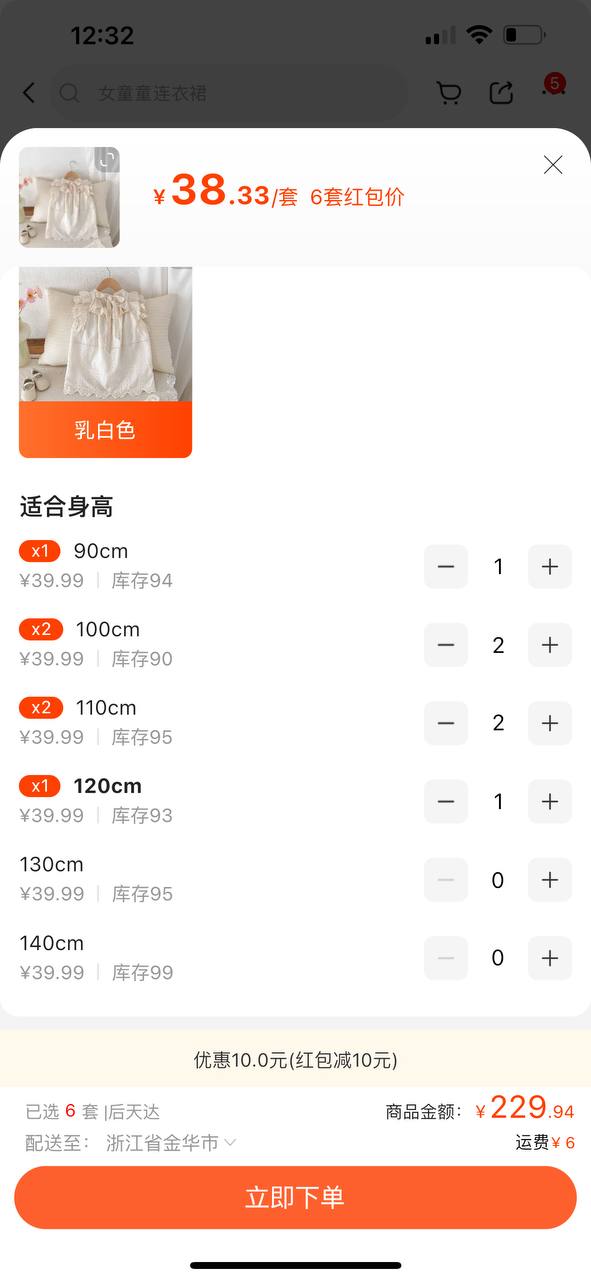 12:32
女童童连衣裙
5
¥38.33/套 6套红包价
乳白色
适合身高
x1 90cm
¥39.99 | 库存94
1
x2 100cm
¥39.99 | 库存90
2
x2 110cm
¥39.99 | 库存95
2
x1 120cm
¥39.99 | 库存93
1
130cm
¥39.99 | 库存95
0
140cm
¥39.99 | 库存99
0
优惠10.0元(红包减10元)
已选 6 套 |后天达 商品金额: ¥229.94
配送至: 浙江省金华市 运费¥6
立即下单